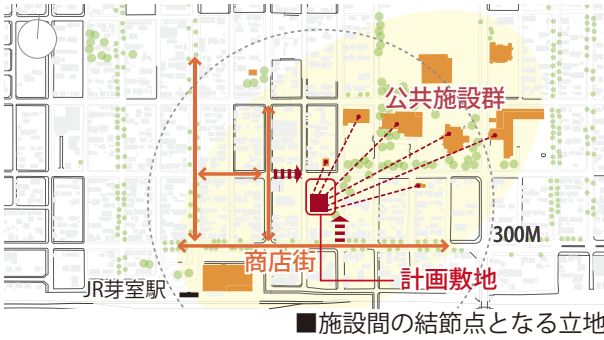 公共施設群
300M
商店街
計画敷地
JR芽室駅
■施設間の結節点となる立地